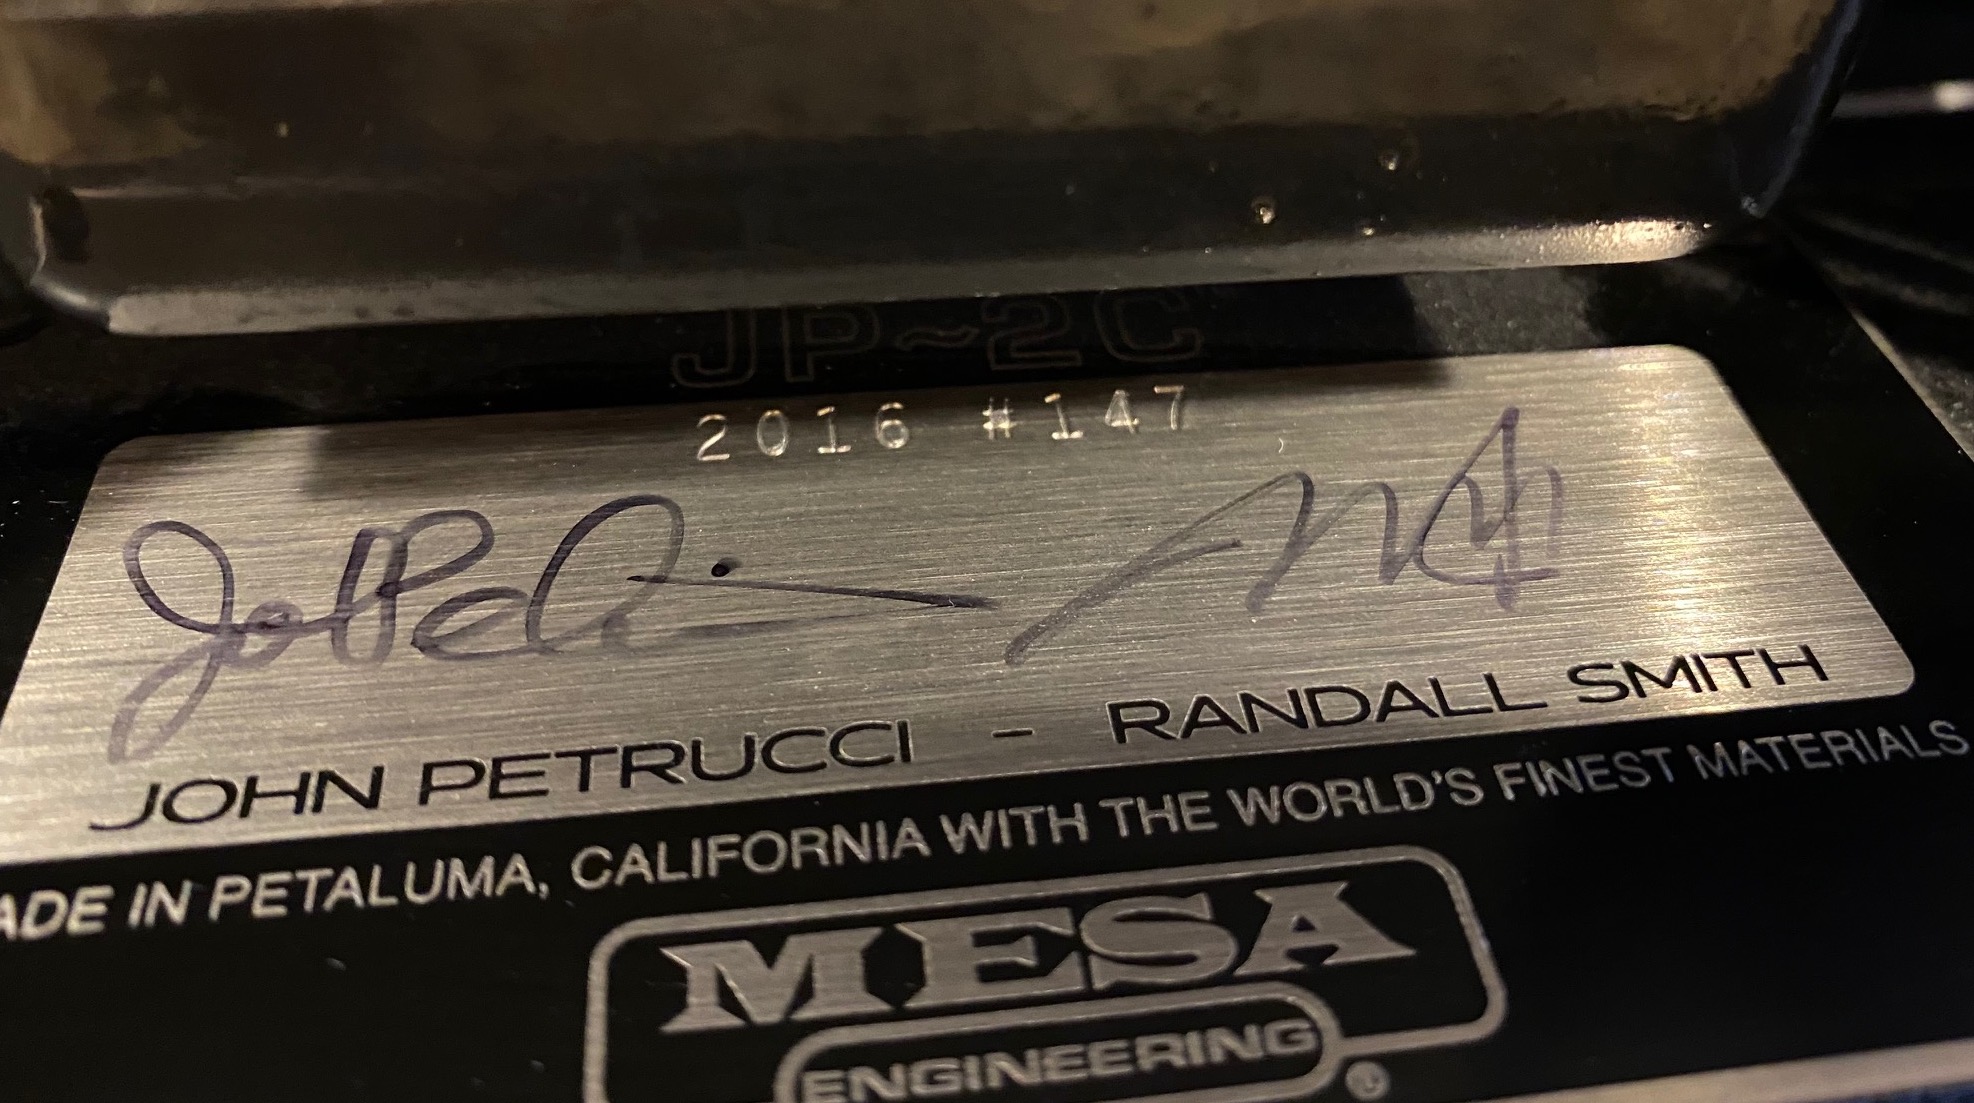 JP~2C
2016 #147
JOHN PETRUCCI - RANDALL SMITH
ADE IN PETALUMA, CALIFORNIA WITH THE WORLD'S FINEST MATERIALS
MESA
ENGINEERING
®